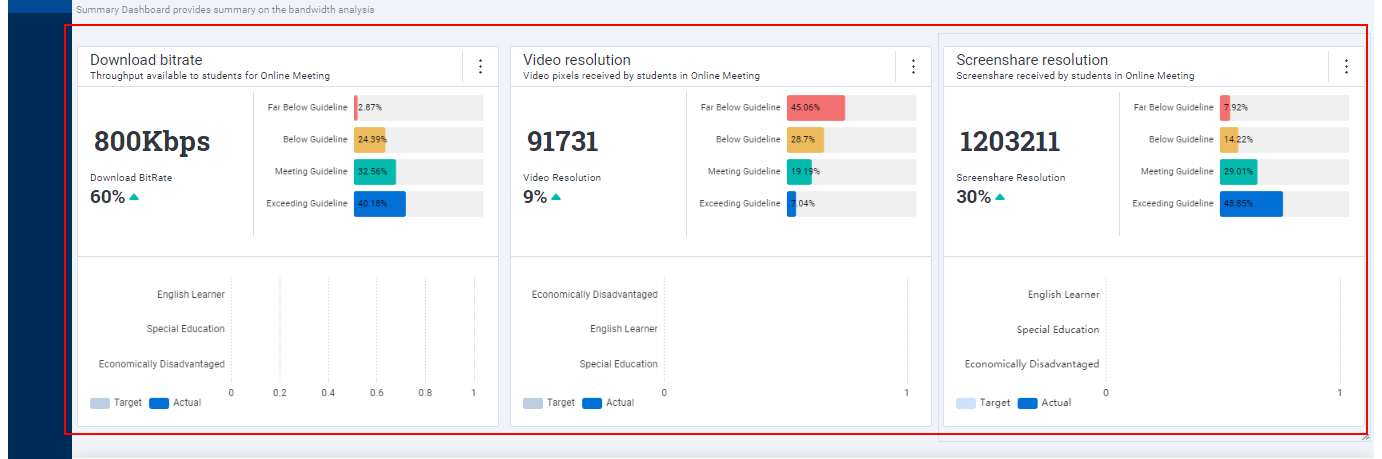 Summary Dashboard provides summary on the bandwidth analysis
Download bitrate
Throughput available to students for Online Meeting
800Kbps
Download BitRate
60%
Far Below Guideline 2.87%
Below Guideline 24.39%
Meeting Guideline 32.56%
Exceeding Guideline 40.18%
English Learner
Special Education
Economically Disadvantaged
0 0.2 0.4 0.6 0.8 1
Target Actual
Video resolution
Video pixels received by students in Online Meeting
91731
Video Resolution
9%
Far Below Guideline 45.06%
Below Guideline 28.7%
Meeting Guideline 19.19%
Exceeding Guideline 7.04%
Economically Disadvantaged
English Learner
Special Education
0 1
Target Actual
Screenshare resolution
Screenshare received by students in Online Meeting
1203211
Screenshare Resolution
30%
Far Below Guideline 7.92%
Below Guideline 14.22%
Meeting Guideline 29.01%
Exceeding Guideline 48.85%
English Learner
Special Education
Economically Disadvantaged
0 1
Target Actual